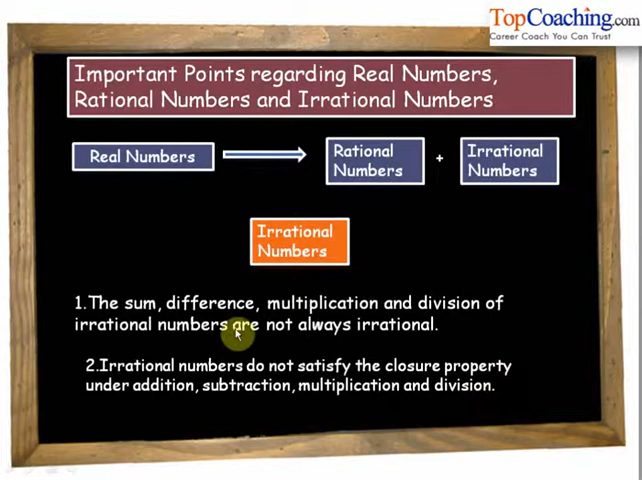 TopCoaching.com
Career Coach You Can Trust
Important Points regarding Real Numbers,
Rational Numbers and Irrational Numbers
Real Numbers
Rational
Numbers
+
Irrational
Numbers
Irrational
Numbers
1.The sum, difference, multiplication and division of
irrational numbers are not always irrational.
2.Irrational numbers do not satisfy the closure property
under addition, subtraction, multiplication and division.